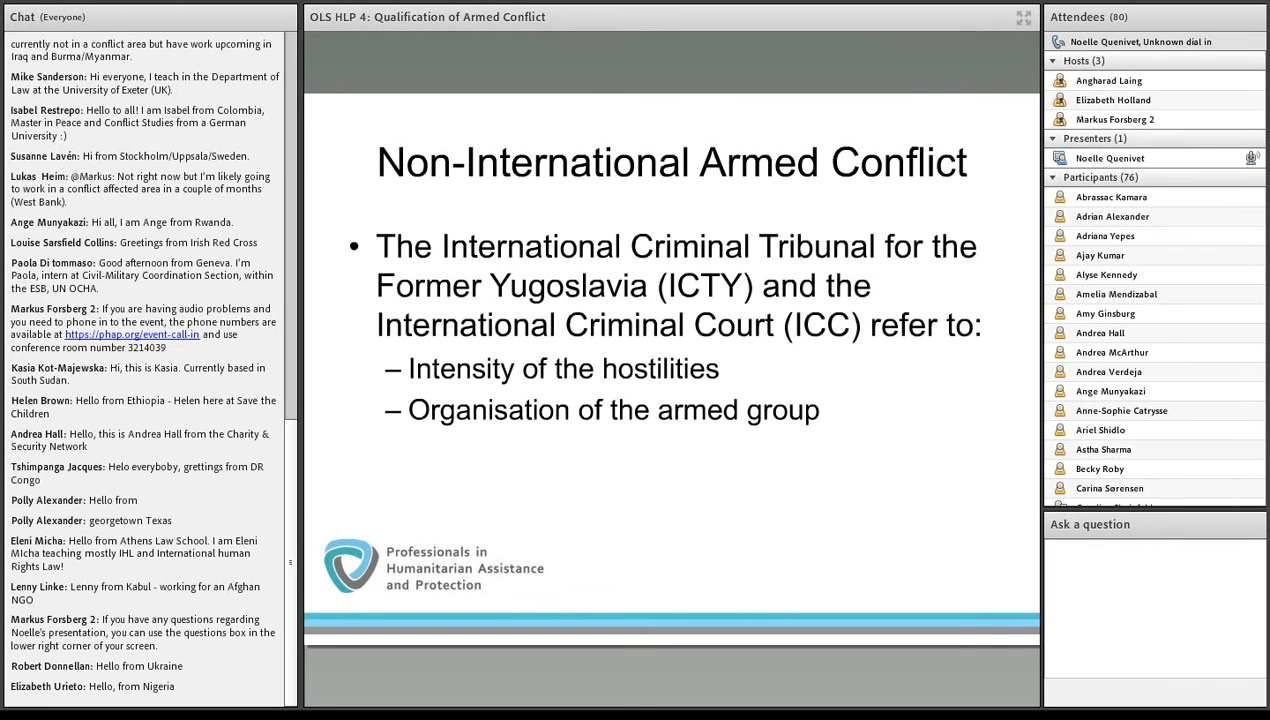 Chat (Everyone)
currently not in a conflict area but have work upcoming in
Iraq and Burma/Myanmar.
Mike Sanderson: Hi everyone, I teach in the Department of
Law at the University of Exeter (UK).
Isabel Restrepo: Hello to all! I am Isabel from Colombia,
Master in Peace and Conflict Studies from a German
University :)
Susanne Lavén: Hi from Stockholm/Uppsala/Sweden.
Lukas Heim: @Markus: Not right now but I'm likely going
to work in a conflict affected area in a couple of months
(West Bank).
Ange Munyakazi: Hi all, I am Ange from Rwanda.
Louise Sarsfield Collins: Greetings from Irish Red Cross
Paola Di tommaso: Good afternoon from Geneva. I'm
Paola, intern at Civil-Military Coordination Section, within
the ESB, UN OCHA.
Markus Forsberg 2: If you are having audio problems and
you need to phone in to the event, the phone numbers are
available at https://phap.org/event-call-in and use
conference room number 3214039
Kasia Kot-Majewska: Hi, this is Kasia. Currently based in
South Sudan.
Helen Brown: Hello from Ethiopia - Helen here at Save the
Children
Andrea Hall: Hello, this is Andrea Hall from the Charity &
Security Network
Tshimpanga Jacques: Helo everyboby, grettings from DR
Congo
Polly Alexander: Hello from
Polly Alexander: georgetown Texas
Eleni Micha: Hello from Athens Law School. I am Eleni
MIcha teaching mostly IHL and International human
Rights Law!
Lenny Linke: Lenny from Kabul - working for an Afghan
NGO
Markus Forsberg 2: If you have any questions regarding
Noelle's presentation, you can use the questions box in the
lower right corner of your screen.
Robert Donnellan: Hello from Ukraine
Elizabeth Urieto: Hello, from Nigeria
OLS HLP 4: Qualification of Armed Conflict
Non-International Armed Conflict
• The International Criminal Tribunal for the
Former Yugoslavia (ICTY) and the
International Criminal Court (ICC) refer to:
– Intensity of the hostilities
– Organisation of the armed group
Professionals in
Humanitarian Assistance
and Protection
Attendees (80)
Noelle Quenivet, Unknown dial in
Hosts (3)
Angharad Laing
Elizabeth Holland
Markus Forsberg 2
Presenters (1)
Noelle Quenivet
Participants (76)
Abrassac Kamara
Adrian Alexander
Adriana Yepes
Ajay Kumar
Alyse Kennedy
Amelia Mendizabal
Amy Ginsburg
Andrea Hall
Andrea McArthur
Andrea Verdeja
Ange Munyakazi
Anne-Sophie Catrysse
Ariel Shidlo
Astha Sharma
Becky Roby
Carina Sørensen
Ask a question